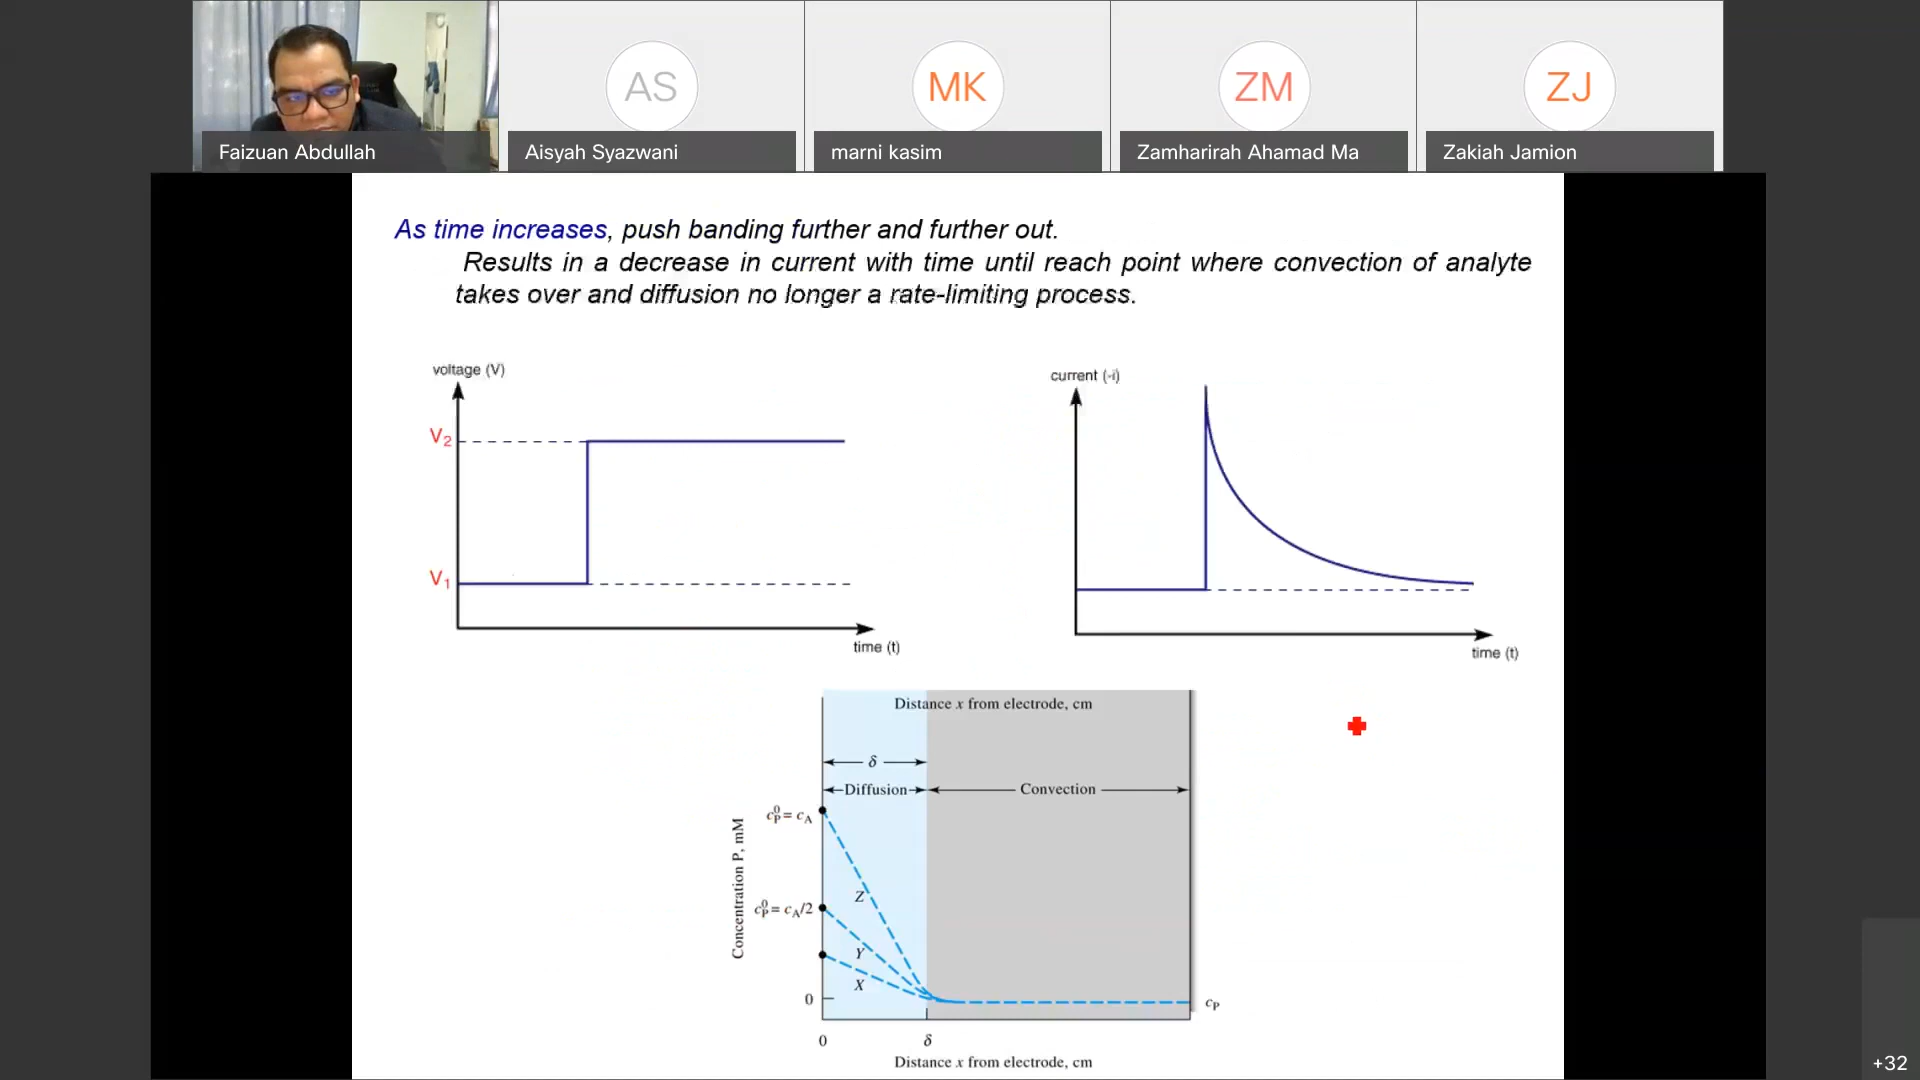 AS
MK
ZM
ZJ
Faizuan Abdullah
Aisyah Syazwani
marni kasim
Zamharirah Ahamad Ma
Zakiah Jamion
As time increases, push banding further and further out.
Results in a decrease in current with time until reach point where convection of analyte
takes over and diffusion no longer a rate-limiting process.
voltage (V)
V2
V1
time (t)
current (-i)
time (t)
Distance x from electrode, cm
δ
Diffusion
Convection
Concentration P, mM
c⁰P = cA
Z
c⁰P = cA/2
Y
X
0
cP
0
δ
Distance x from electrode, cm
+32